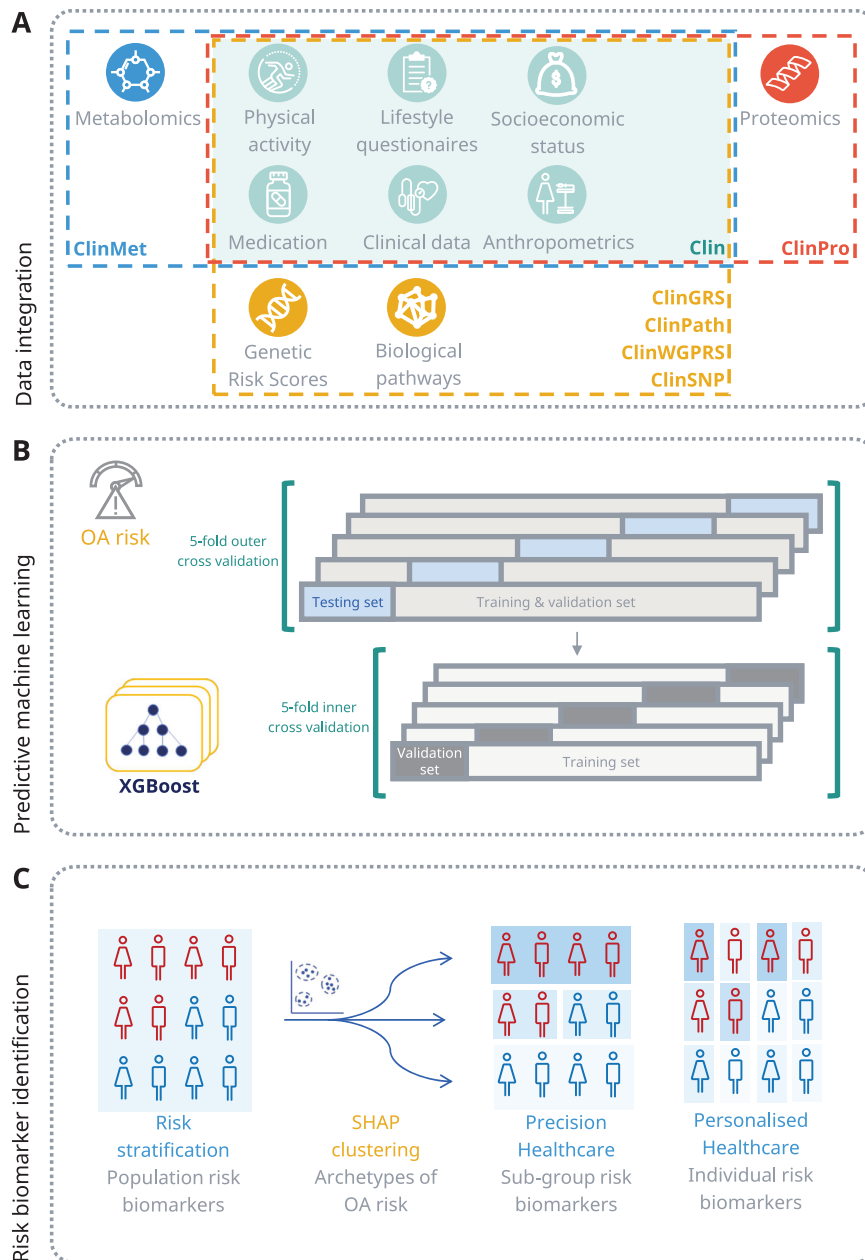 A
Data integration
Metabolomics
Physical
activity
Lifestyle
questionaires
Socioeconomic
status
Proteomics
Medication
Clinical data
Anthropometrics
ClinMet
Clin
ClinPro
Genetic
Risk Scores
Biological
pathways
ClinGRS
ClinPath
ClinWGPRS
ClinSNP
B
Predictive machine learning
OA risk
5-fold outer
cross validation
Testing set
Training & validation set
XGBoost
5-fold inner
cross validation
Validation
set
Training set
C
Risk biomarker identification
Risk
stratification
Population risk
biomarkers
SHAP
clustering
Archetypes of
OA risk
Precision
Healthcare
Sub-group risk
biomarkers
Personalised
Healthcare
Individual risk
biomarkers